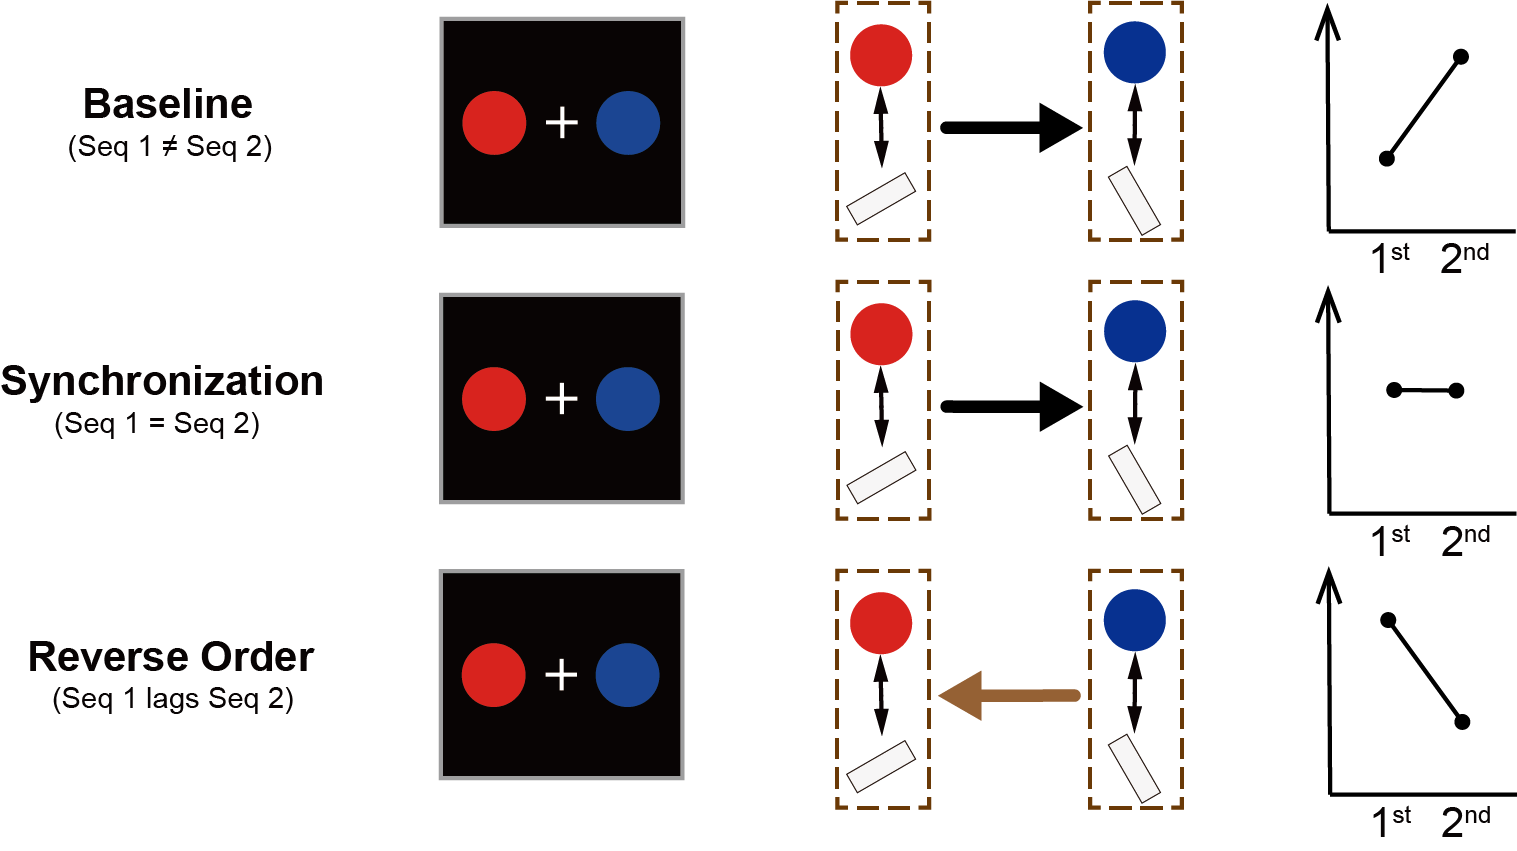 Baseline
(Seq 1 ≠ Seq 2)
1st 2nd
Synchronization
(Seq 1 = Seq 2)
1st 2nd
Reverse Order
(Seq 1 lags Seq 2)
1st 2nd